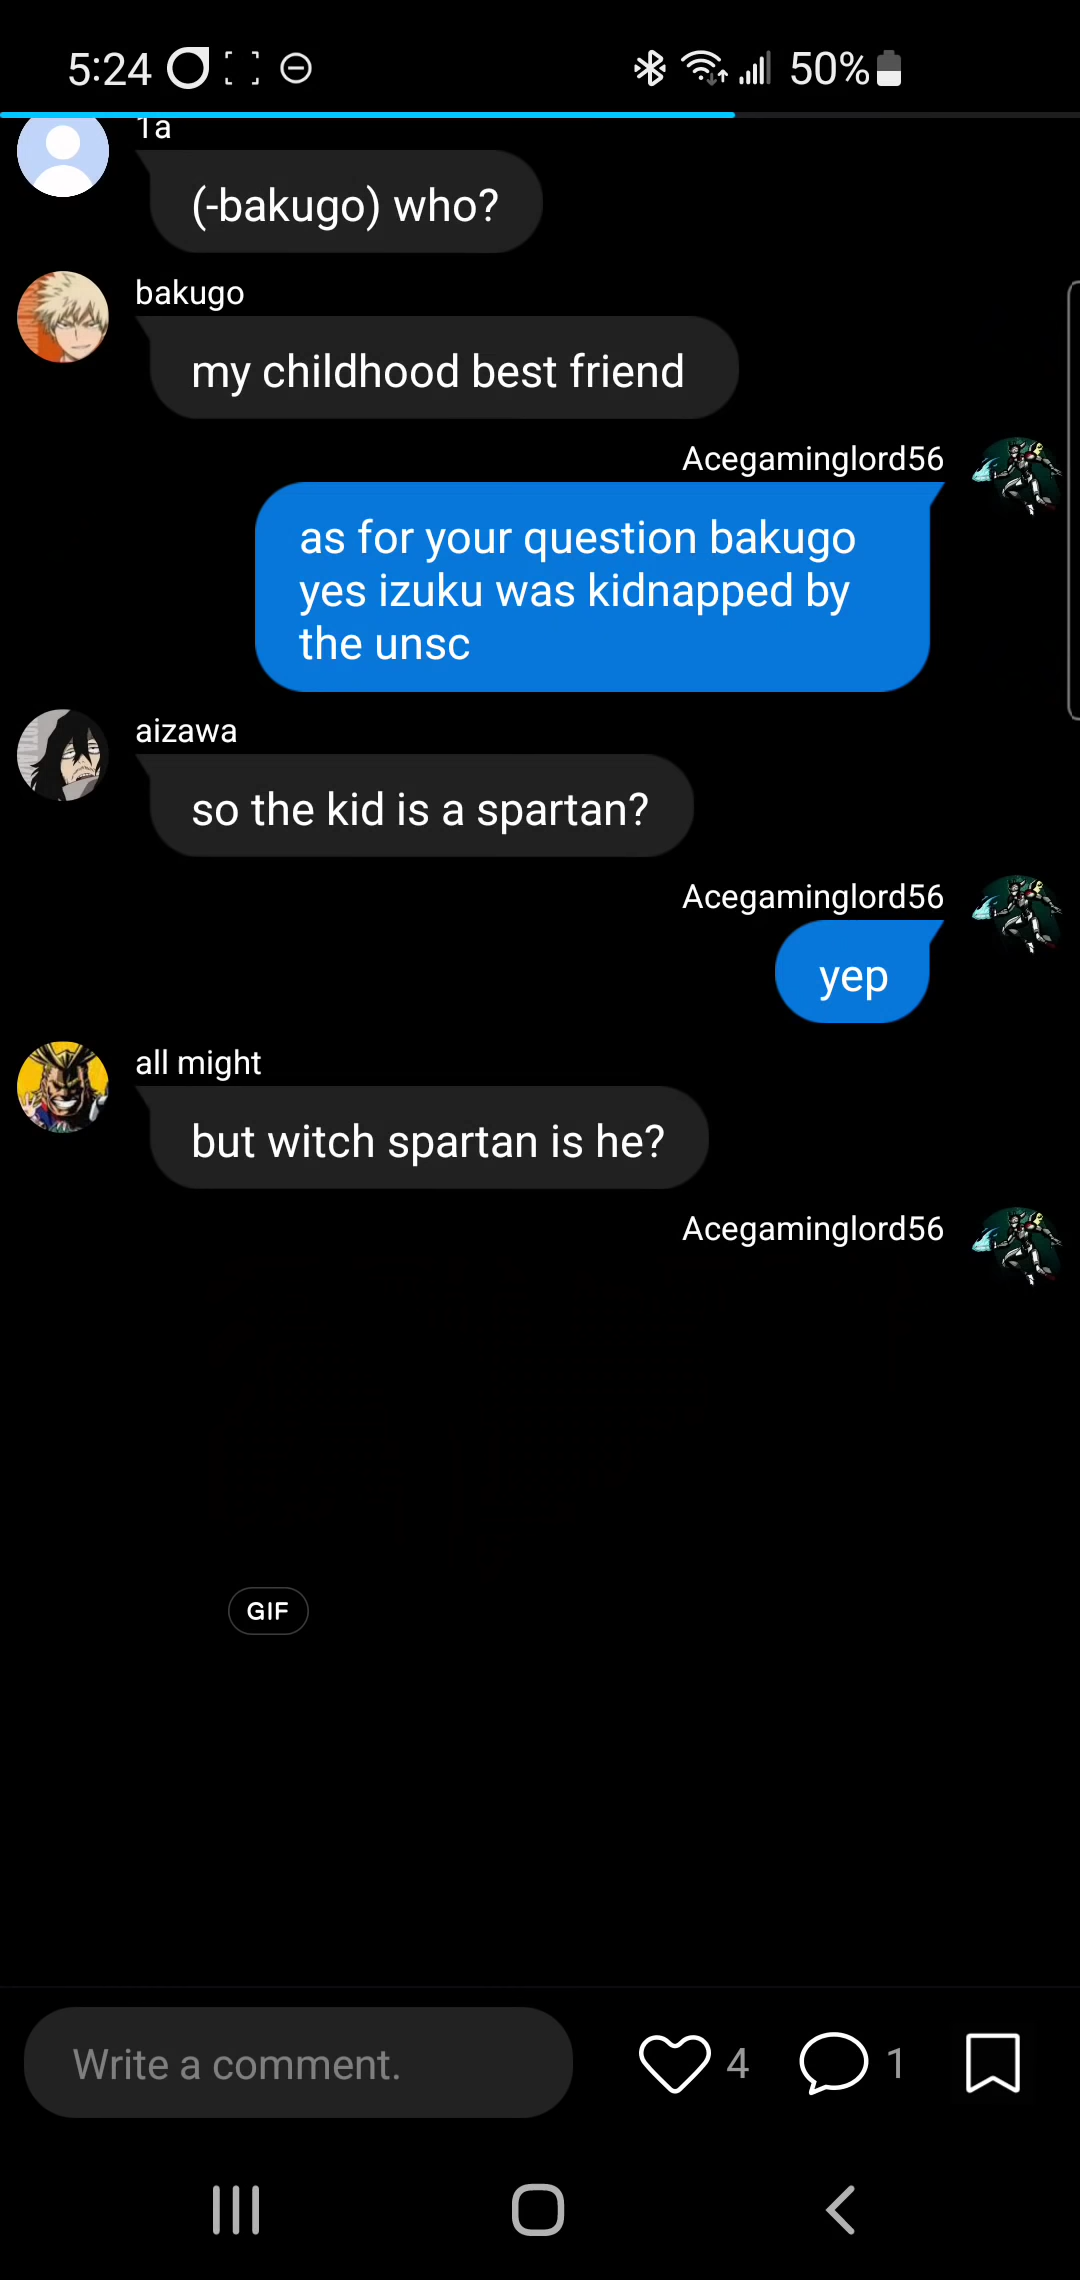 5:24 50%
1a
(-bakugo) who?
bakugo
my childhood best friend
Acegaminglord56
as for your question bakugo
yes izuku was kidnapped by
the unsc
aizawa
so the kid is a spartan?
Acegaminglord56
yep
all might
but witch spartan is he?
Acegaminglord56
GIF
Write a comment. 4 1